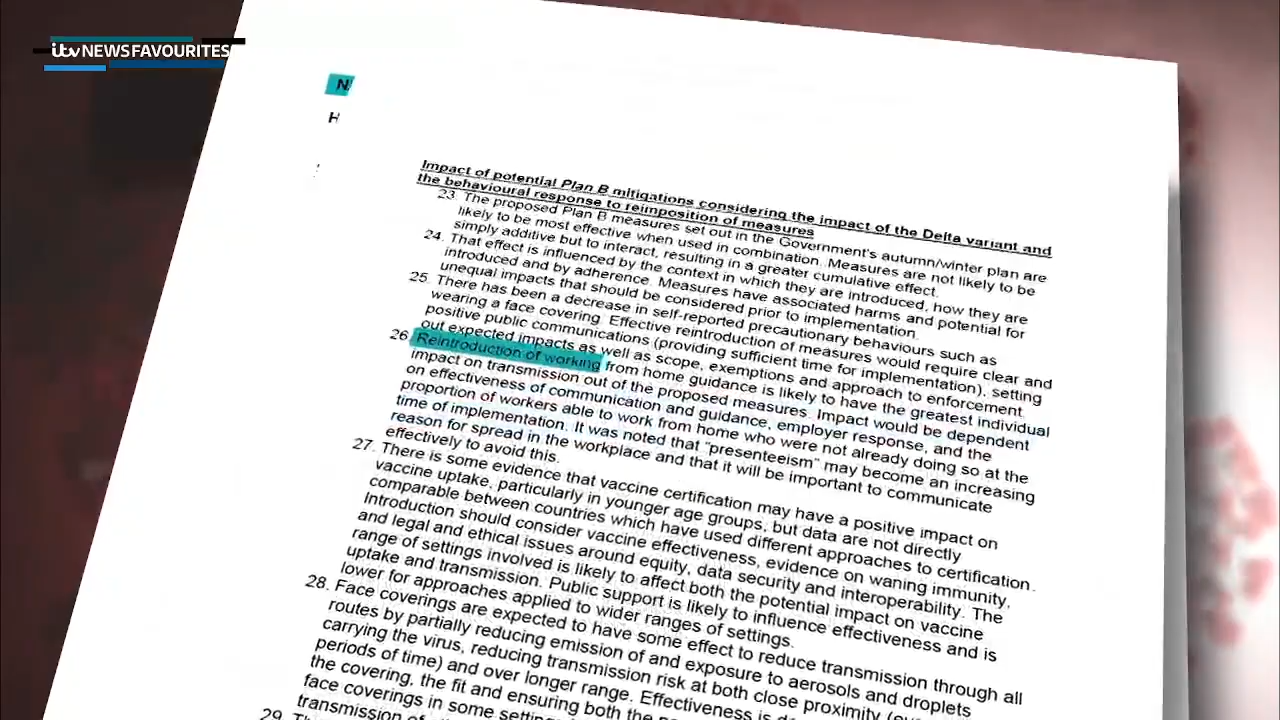 itv NEWS FAVOURITES
N
H
Impact of potential Plan B mitigations considering the impact of the Delta variant and
the behavioural response to reimposition of measures
23. The proposed Plan B measures set out in the Government's autumn/winter plan are
likely to be most effective when used in combination. Measures are not likely to be
simply additive but to interact, resulting in a greater cumulative effect.
24. That effect is influenced by the context in which they are introduced, how they are
introduced and by adherence. Measures have associated harms and potential for
unequal impacts that should be considered prior to implementation.
25. There has been a decrease in self-reported precautionary behaviours such as
wearing a face covering. Effective reintroduction of measures would require clear and
positive public communications (providing sufficient time for implementation), setting
out expected impacts as well as scope, exemptions and approach to enforcement.
26. Reintroduction of working from home guidance is likely to have the greatest individual
impact on transmission out of the proposed measures. Impact would be dependent
on effectiveness of communication and guidance, employer response, and the
proportion of workers able to work from home who were not already doing so at the
time of implementation. It was noted that "presenteeism" may become an increasing
reason for spread in the workplace and that it will be important to communicate
effectively to avoid this.
27. There is some evidence that vaccine certification may have a positive impact on
vaccine uptake, particularly in younger age groups, but data are not directly
comparable between countries which have used different approaches to certification.
Introduction should consider vaccine effectiveness, evidence on waning immunity,
and legal and ethical issues around equity, data security and interoperability. The
range of settings involved is likely to affect both the potential impact on vaccine
uptake and transmission. Public support is likely to influence effectiveness and is
lower for approaches applied to wider ranges of settings.
28. Face coverings are expected to have some effect to reduce transmission through all
routes by partially reducing emission of and exposure to aerosols and droplets
carrying the virus, reducing transmission risk at both close proximity
periods of time) and over longer range. Effectiveness is
the covering, the fit and ensuring both the
face coverings in some
transmission
29.